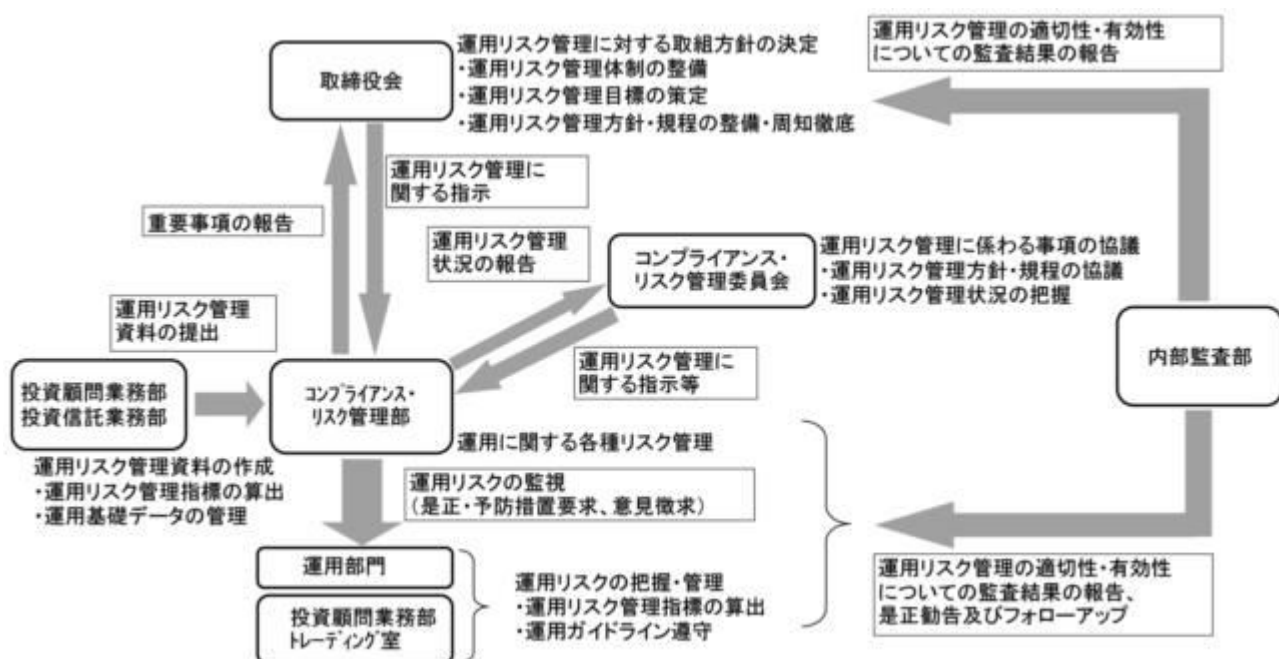 取締役会
運用リスク管理に対する取組方針の決定
・運用リスク管理体制の整備
・運用リスク管理目標の策定
・運用リスク管理方針・規程の整備・周知徹底
運用リスク管理の適切性・有効性
についての監査結果の報告
運用リスク管理に
関する指示
重要事項の報告
運用リスク管理
状況の報告
コンプライアンス・
リスク管理委員会
運用リスク管理に係わる事項の協議
・運用リスク管理方針・規程の協議
・運用リスク管理状況の把握
運用リスク管理
資料の提出
運用リスク管理に
関する指示等
内部監査部
投資顧問業務部
投資信託業務部
コンプライアンス・
リスク管理部
運用に関する各種リスク管理
運用リスク管理資料の作成
・運用リスク管理指標の算出
・運用基礎データの管理
運用リスクの監視
(是正・予防措置要求、意見徴求)
運用部門
投資顧問業務部
トレーディング室
運用リスクの把握・管理
・運用リスク管理指標の算出
・運用ガイドライン遵守
運用リスク管理の適切性・有効性
についての監査結果の報告、
是正勧告及びフォローアップ